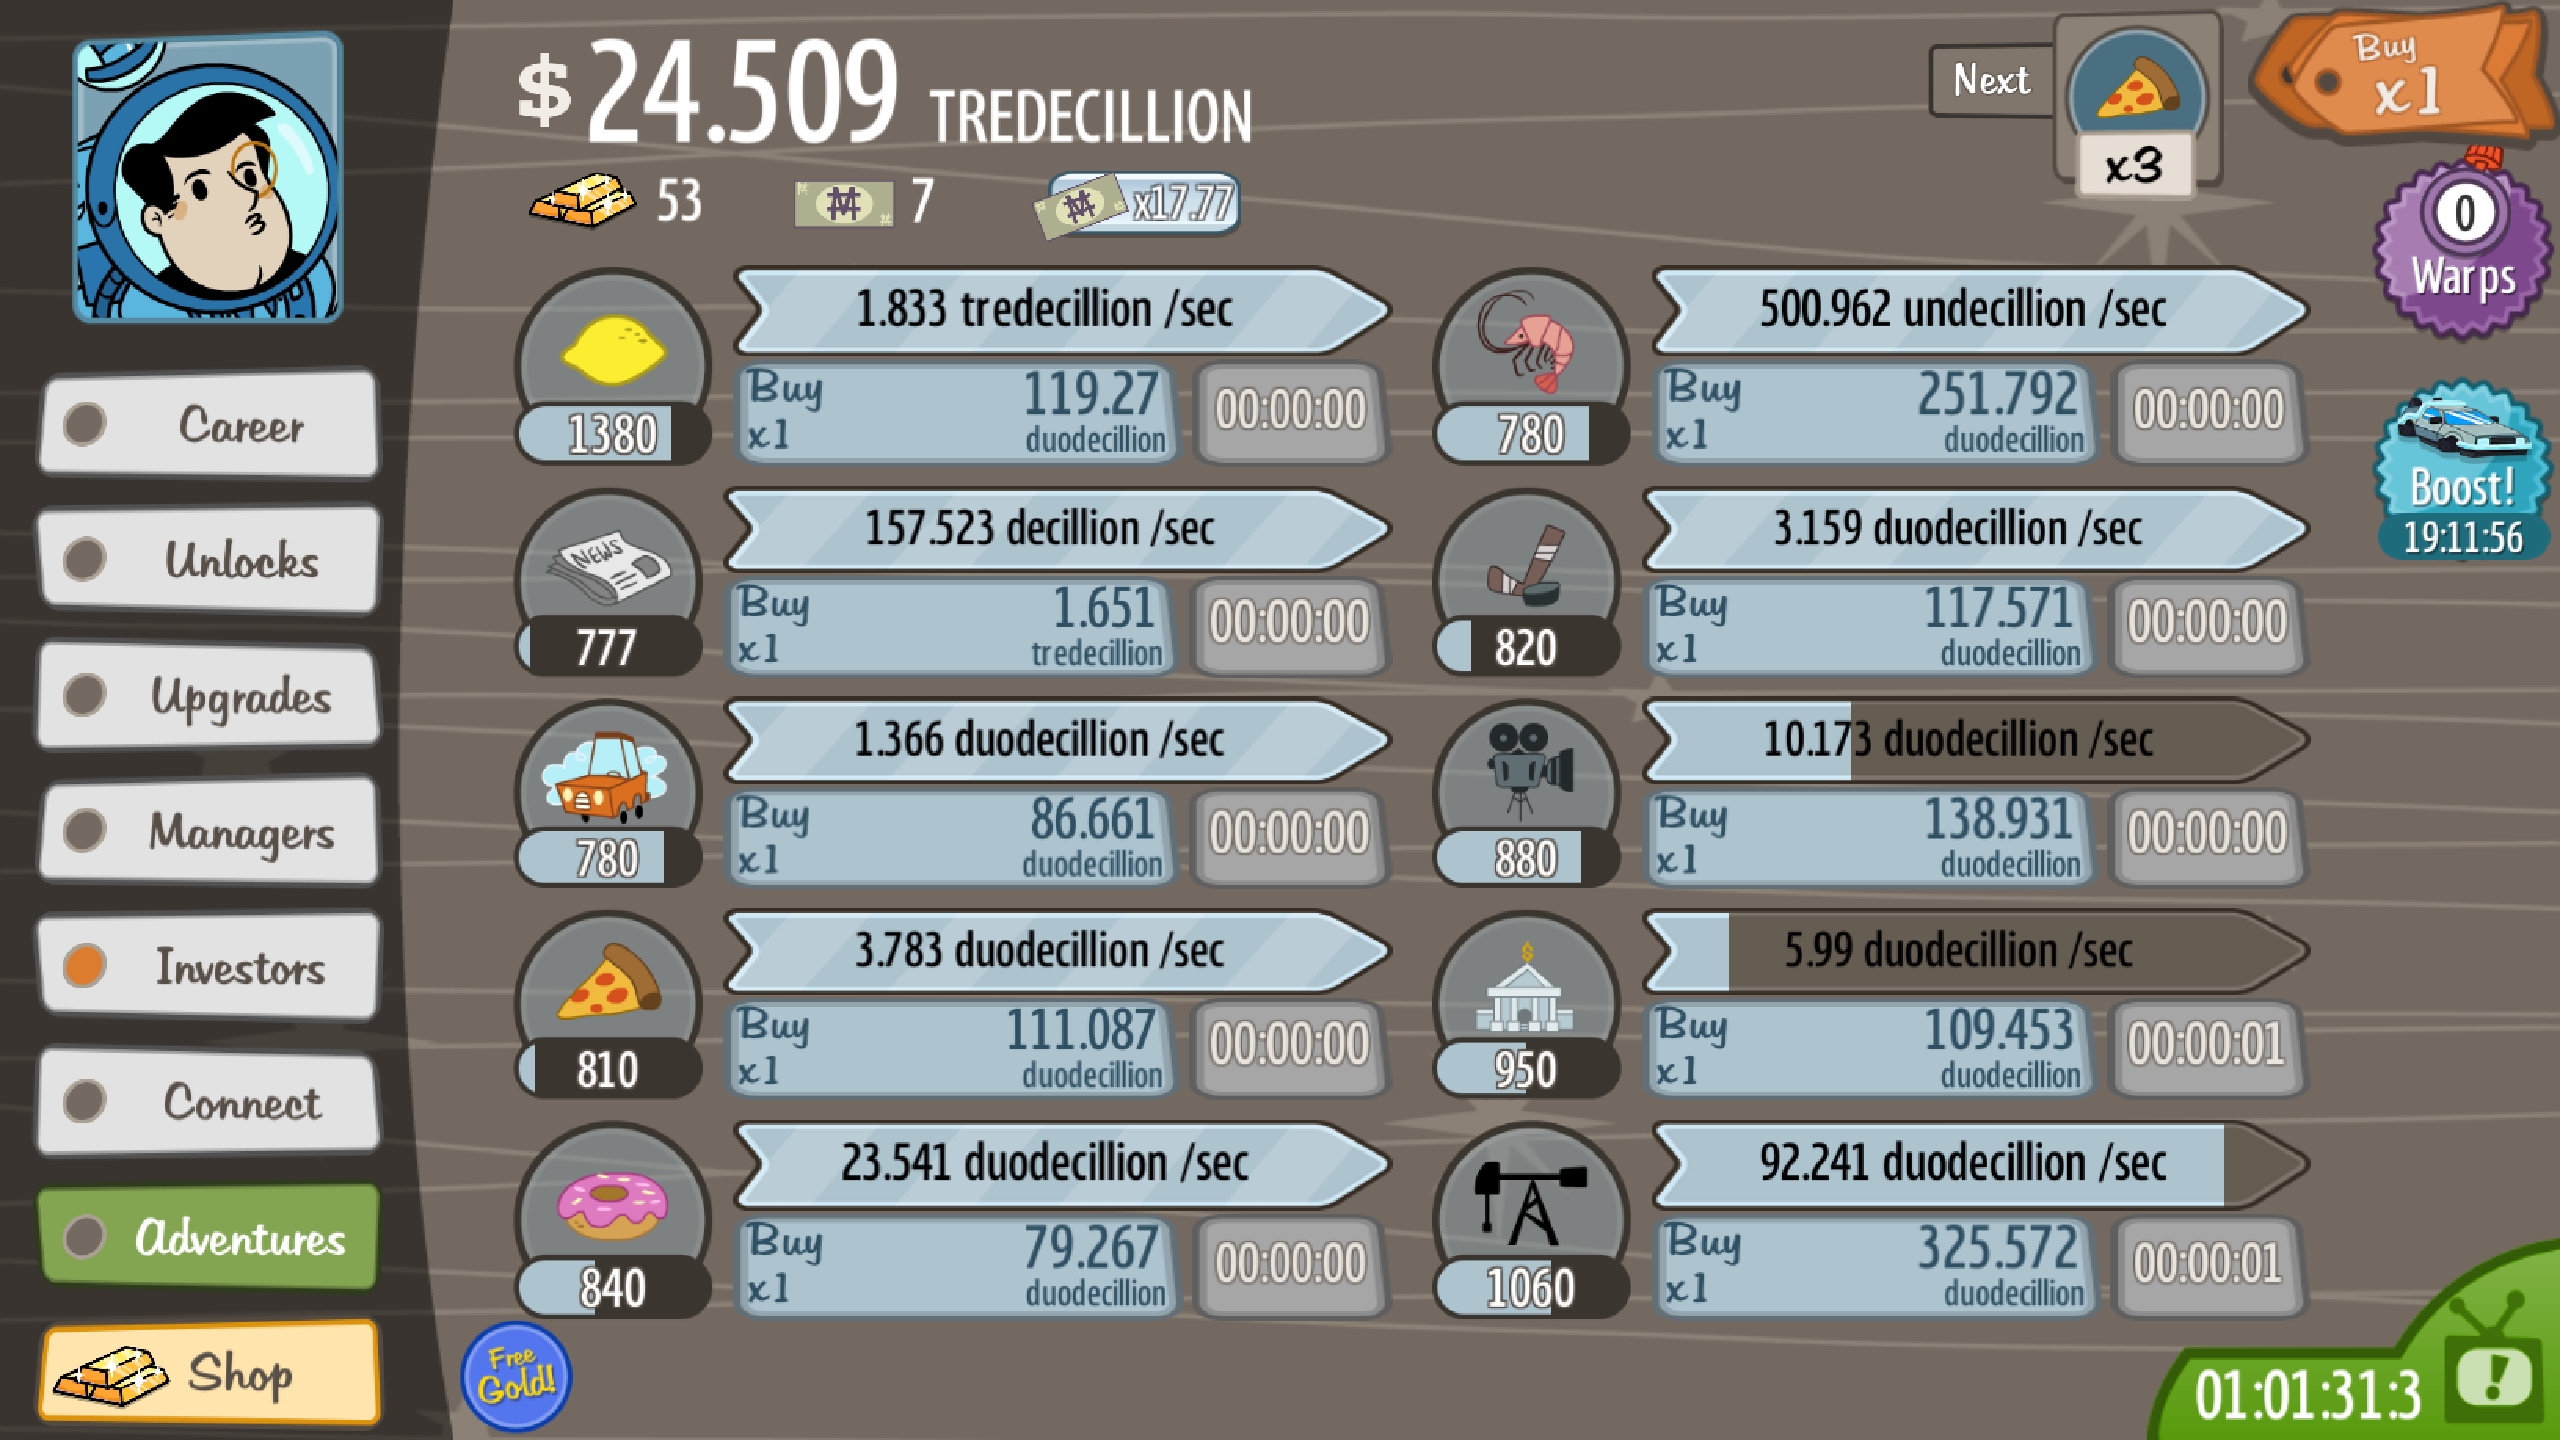 $24.509 TREDECILLION
53
7
x17.77
Next
x3
Buy
x1
0
Warps
Boost!
19:11:56
Career
Unlocks
Upgrades
Managers
Investors
Connect
Adventures
Shop
1.833 tredecillion /sec
1380
Buy
x1
119.27
duodecillion
00:00:00
500.962 undecillion /sec
780
Buy
x1
251.792
duodecillion
00:00:00
NEWS
157.523 decillion /sec
777
Buy
x1
1.651
tredecillion
00:00:00
3.159 duodecillion /sec
820
Buy
x1
117.571
duodecillion
00:00:00
1.366 duodecillion /sec
780
Buy
x1
86.661
duodecillion
00:00:00
10.173 duodecillion /sec
880
Buy
x1
138.931
duodecillion
00:00:00
3.783 duodecillion /sec
810
Buy
x1
111.087
duodecillion
00:00:00
$
5.99 duodecillion /sec
950
Buy
x1
109.453
duodecillion
00:00:01
23.541 duodecillion /sec
840
Buy
x1
79.267
duodecillion
00:00:00
92.241 duodecillion /sec
1060
Buy
x1
325.572
duodecillion
00:00:01
Free
Gold!
01:01:31:3
!